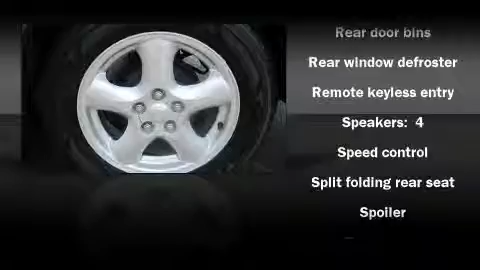 Rear door bins
Rear window defroster
Remote keyless entry
Speakers: 4
Speed control
Split folding rear seat
Spoiler